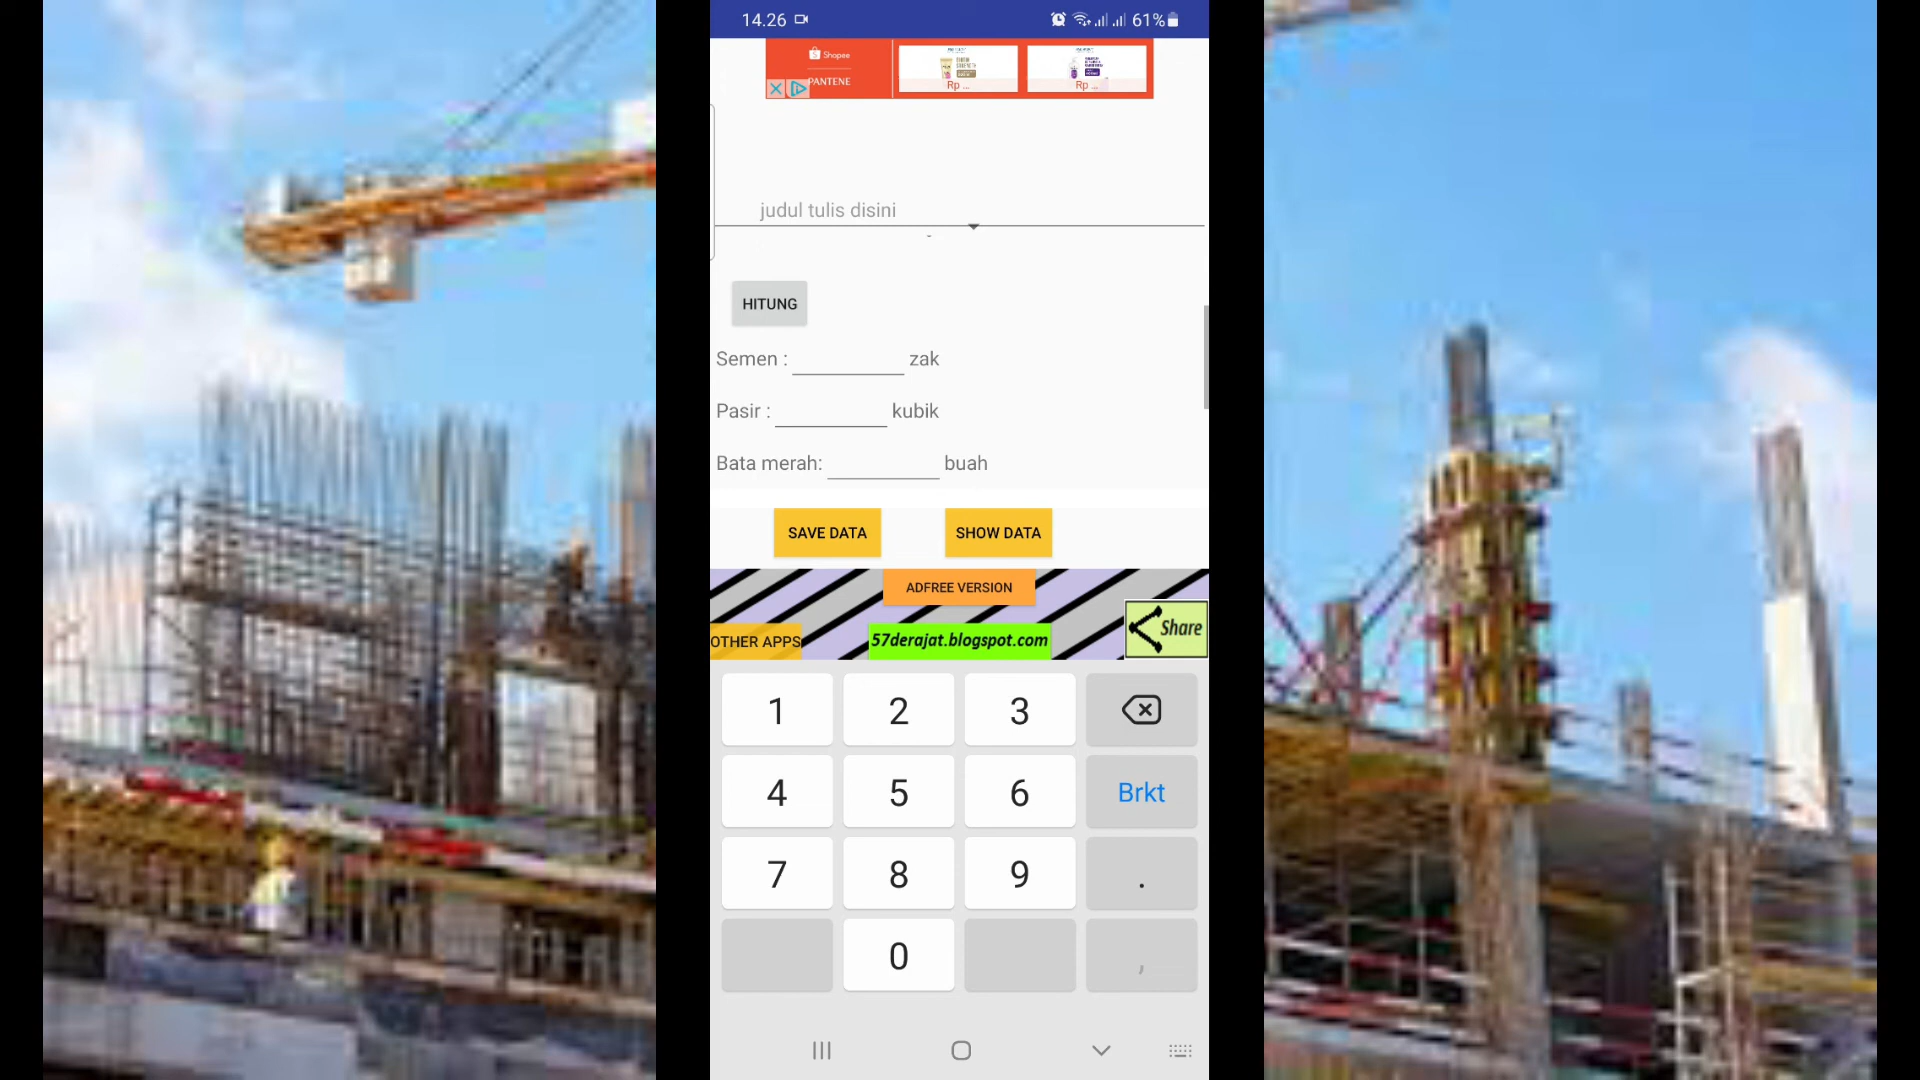 14.26
61%
Shopee
PANTENE
Rp ...
Rp ...
judul tulis disini
-
HITUNG
Semen : zak
Pasir : kubik
Bata merah: buah
SAVE DATA
SHOW DATA
ADFREE VERSION
OTHER APPS
57derajat.blogspot.com
Share
1 2 3
4 5 6 Brkt
7 8 9 .
0 ,